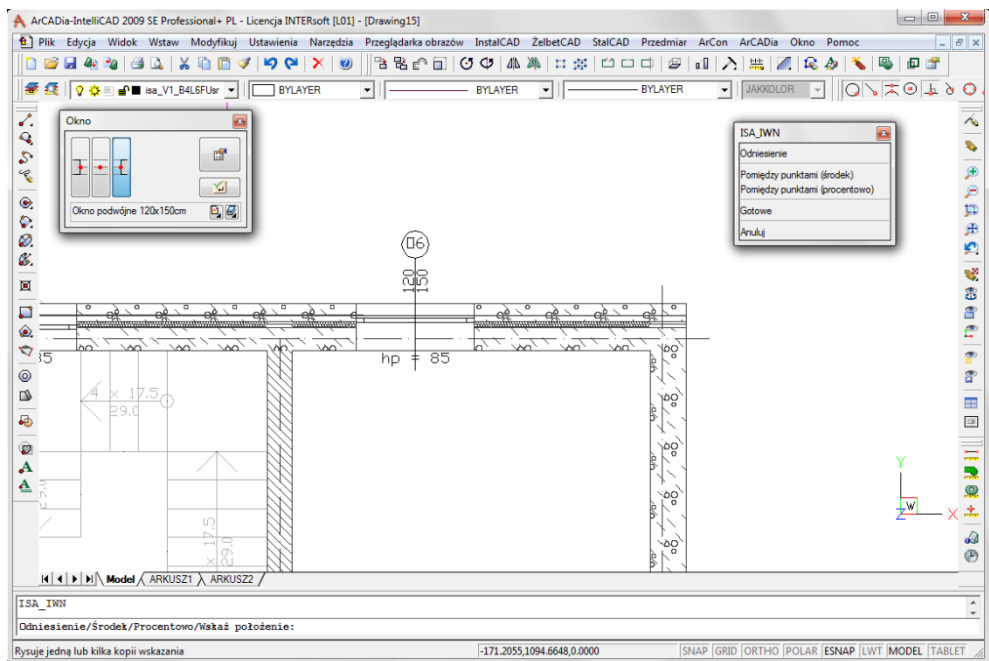 ArCADia-IntelliCAD 2009 SE Professional+ PL - Licencja INTERsoft [L01] - [Drawing15]
Plik Edycja Widok Wstaw Modyfikuj Ustawienia Narzędzia Przeglądarka obrazów InstalCAD ŻelbetCAD StalCAD Przedmiar ArCon ArCADia Okno Pomoc
isa_V1_B4L6FUsr BYLAYER BYLAYER BYLAYER JAKKOLOR
Okno
Okno podwójne 120x150cm
ISA_IWN
Odniesienie
Pomiędzy punktami (środek)
Pomiędzy punktami (procentowo)
Gotowe
Anuluj
120
150
hp = 85
4 x 17.5
29.0
x 17.5
29.0
Y
W
Z X
Model ARKUSZ1 ARKUSZ2
ISA_IWN
Odniesienie/Środek/Procentowo/Wskaż położenie:
Rysuje jedną lub kilka kopii wskazania -171.2055,1094.6648,0.0000 SNAP GRID ORTHO POLAR ESNAP LWT MODEL TABLET